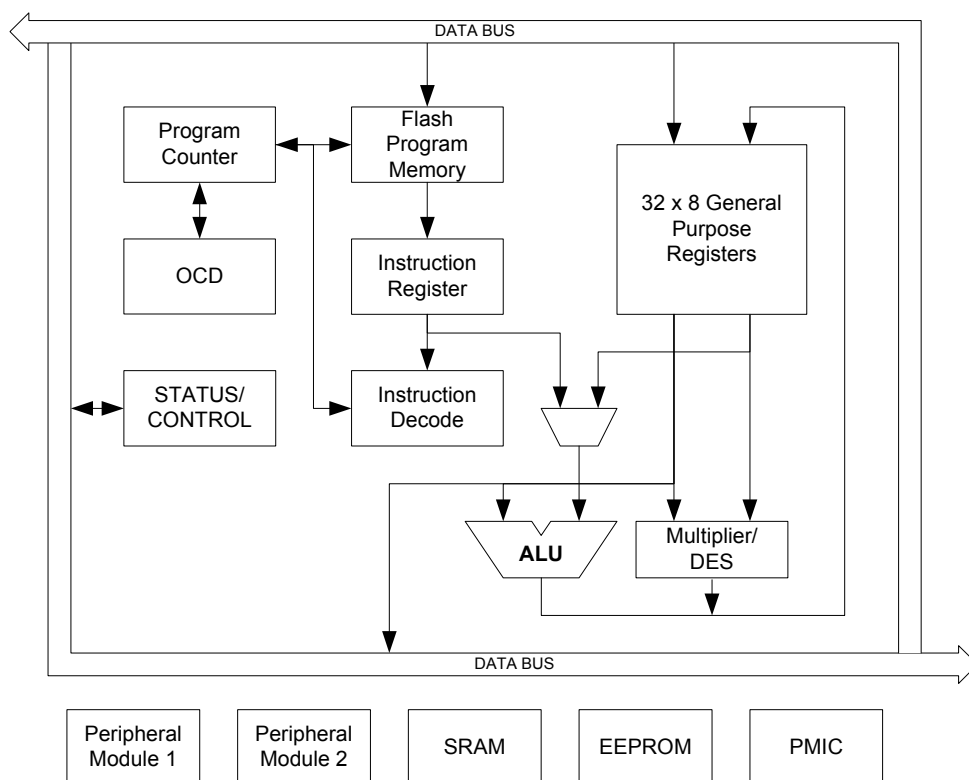 DATA BUS
Program
Counter
Flash
Program
Memory
32 x 8 General
Purpose
Registers
OCD
Instruction
Register
STATUS/
CONTROL
Instruction
Decode
ALU
Multiplier/
DES
DATA BUS
Peripheral
Module 1
Peripheral
Module 2
SRAM
EEPROM
PMIC